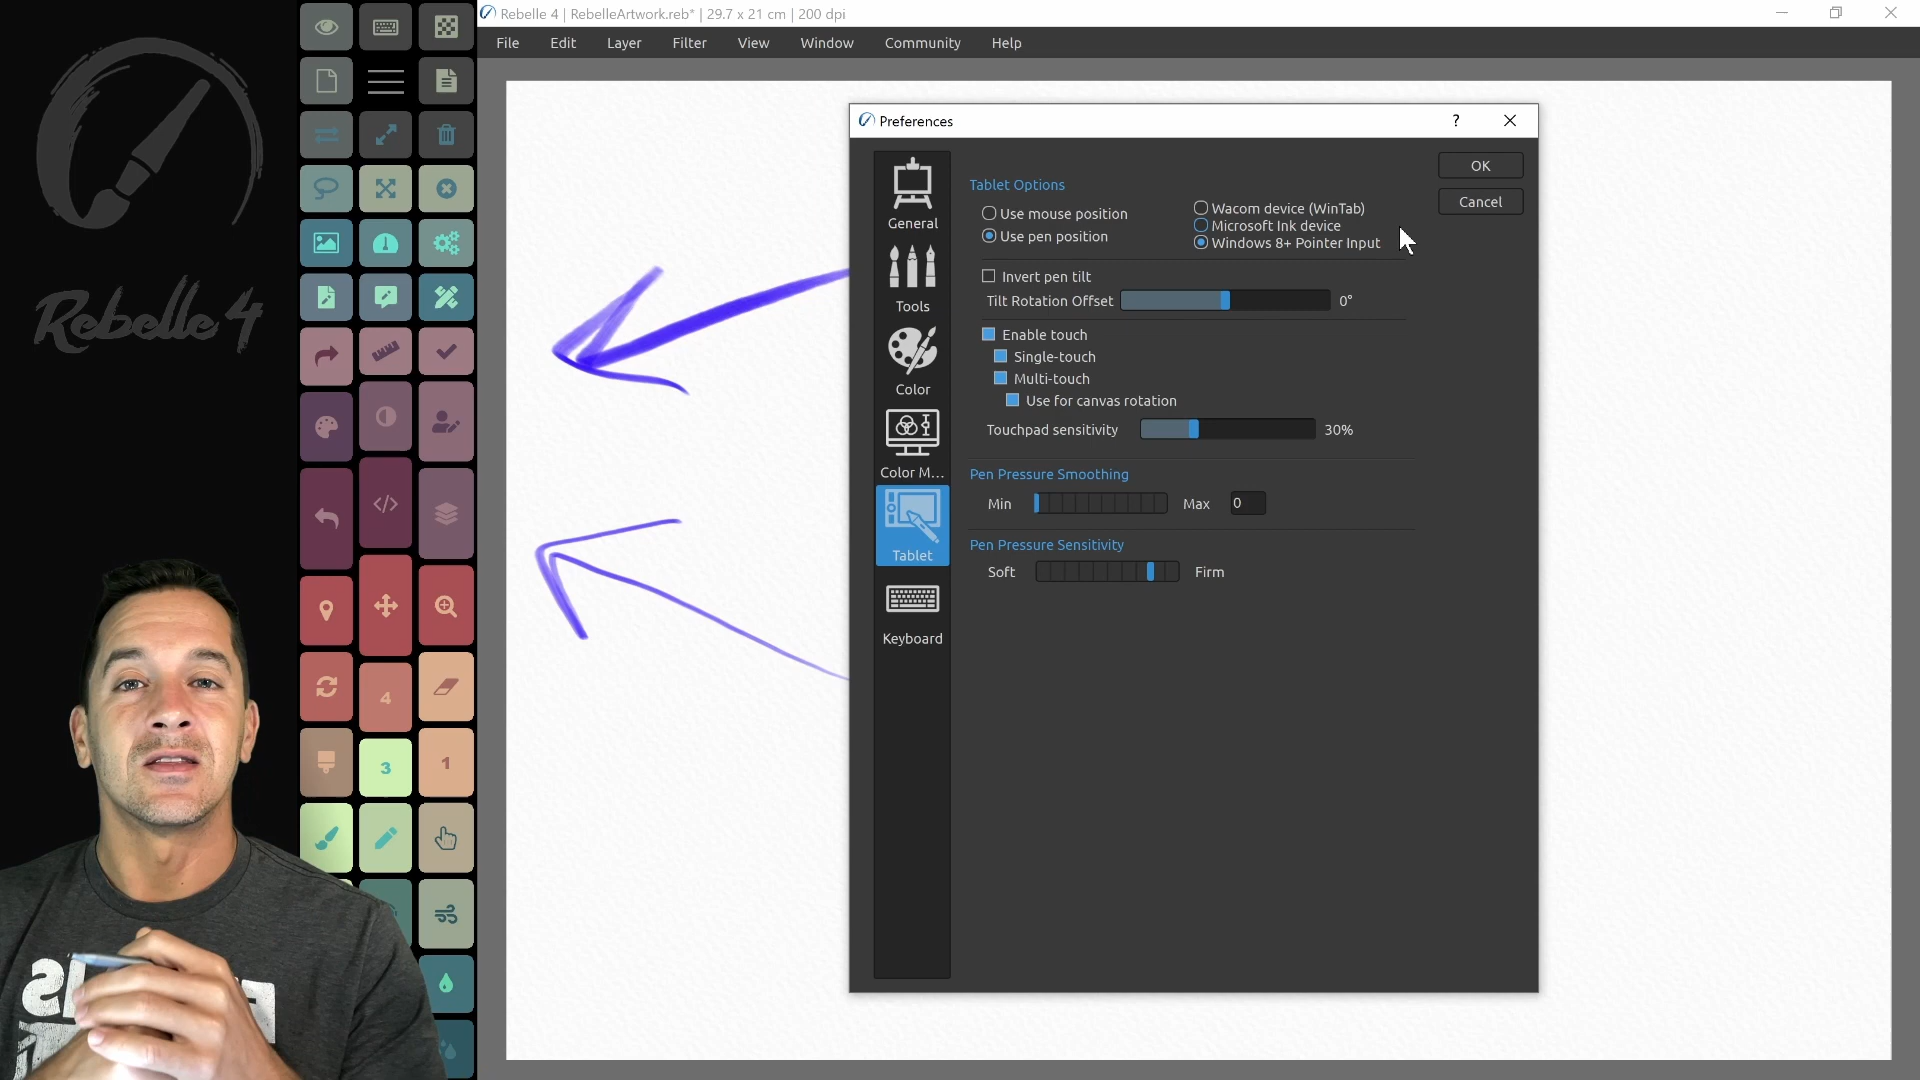 Rebelle 4 | RebelleArtwork.reb* | 29.7 x 21 cm | 200 dpi
File Edit Layer Filter View Window Community Help
Rebelle 4
4
3
1
Preferences
?
General
Tools
Color
Color M...
Tablet
Keyboard
OK
Cancel
Tablet Options
Use mouse position
Use pen position
Wacom device (WinTab)
Microsoft Ink device
Windows 8+ Pointer Input
Invert pen tilt
Tilt Rotation Offset 0°
Enable touch
Single-touch
Multi-touch
Use for canvas rotation
Touchpad sensitivity 30%
Pen Pressure Smoothing
Min Max 0
Pen Pressure Sensitivity
Soft Firm